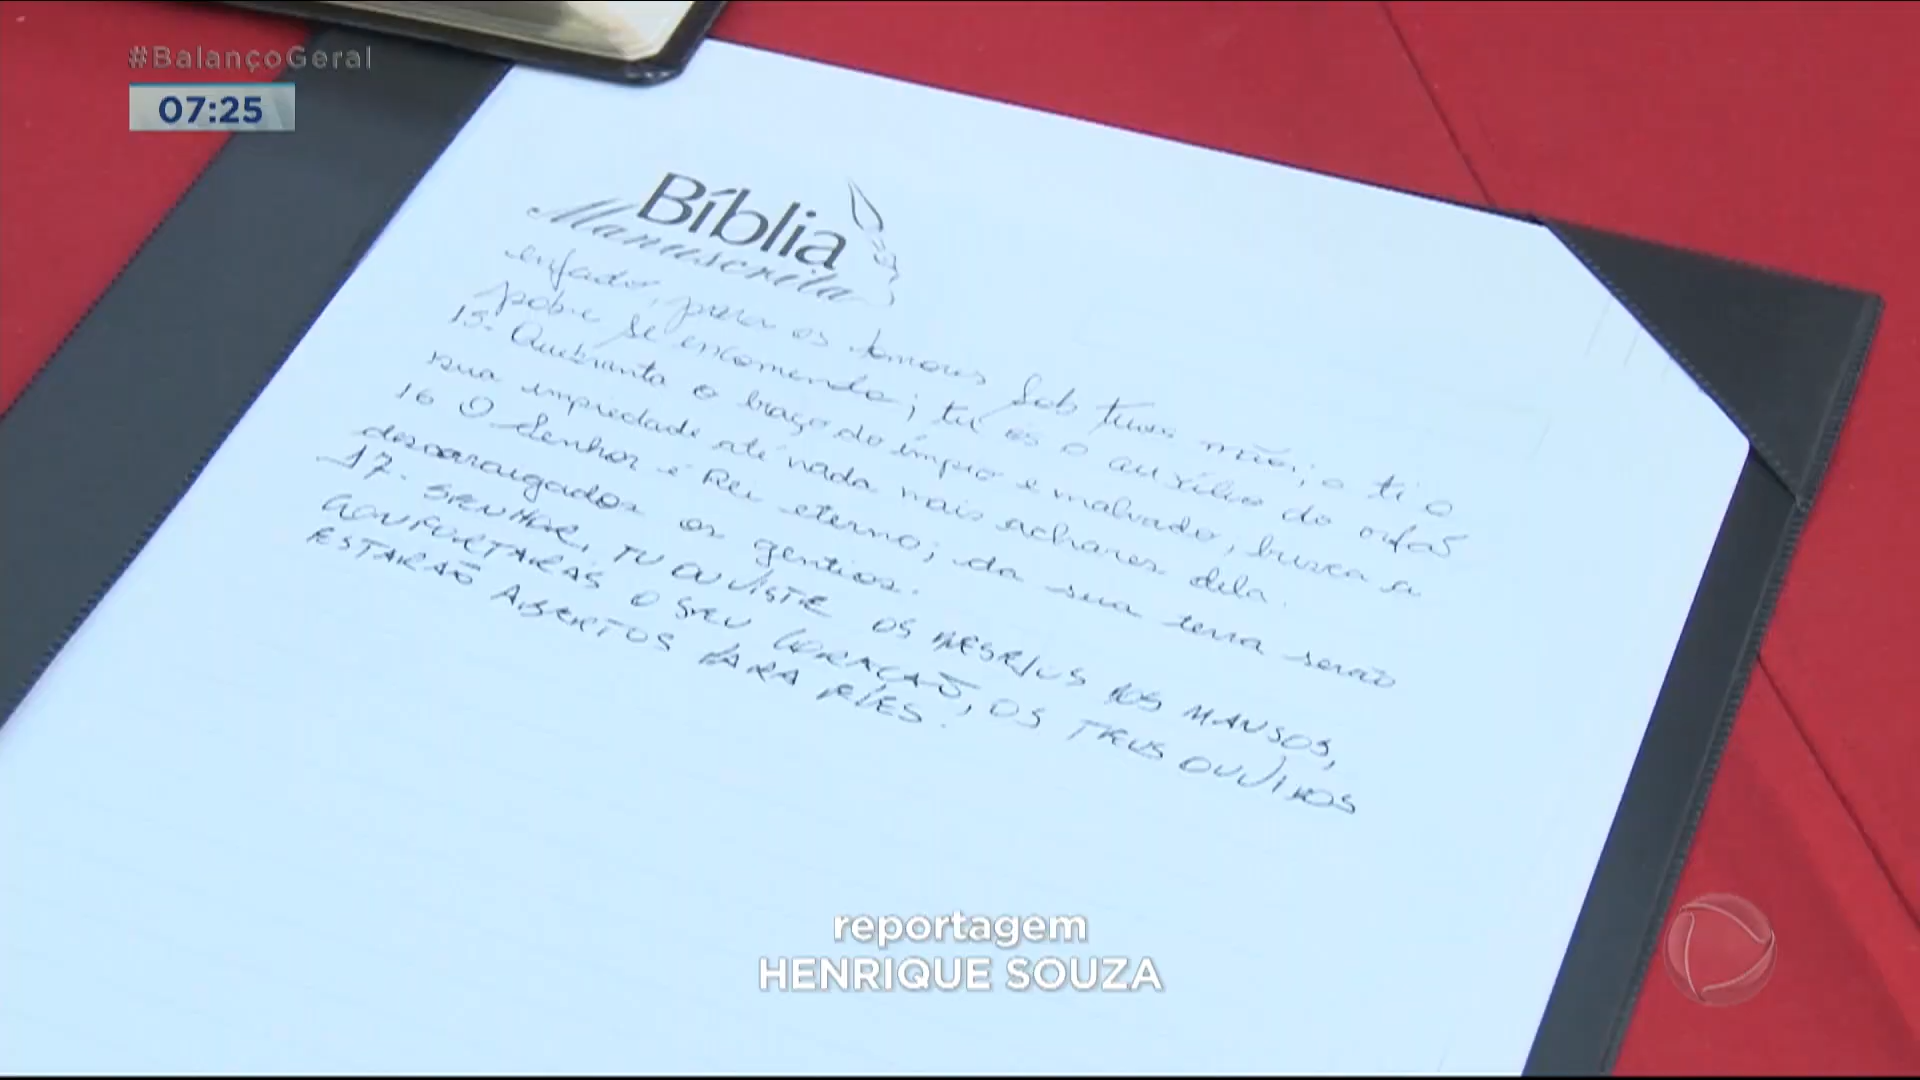 #BalançoGeral
07:25
Bíblia
Manuscrita
enfado, para os tomares sob tuas mãos; a ti o
pobre se encomenda; tu és o auxílio do orfão
15- Quebranta o braço do ímpio e malvado, busca a
sua impiedade até nada mais achares dela.
16 O Senhor é Rei eterno; da sua terra serão
desarraigados os gentios.
17- SENHOR, TU OUVISTE OS DESEJOS DOS MANSOS,
CONFORTARÁS O SEU CORAÇÃO, OS TEUS OUVIDOS
ESTARÃO ABERTOS PARA ELES.
reportagem
HENRIQUE SOUZA